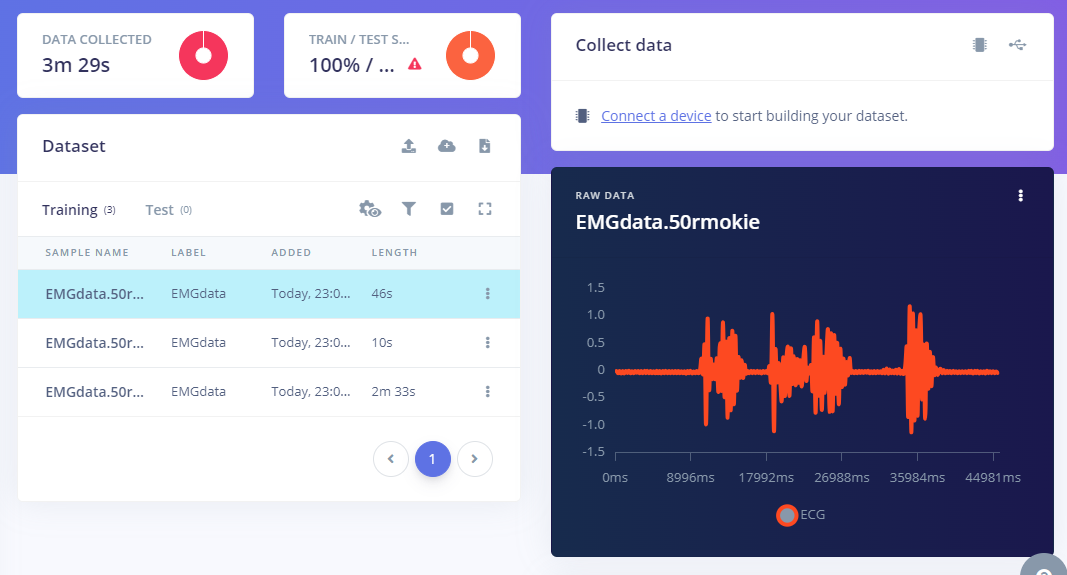 DATA COLLECTED
3m 29s
TRAIN / TEST S...
100% / ...
Collect data
Connect a device to start building your dataset.
Dataset
Training (3)
Test (0)
SAMPLE NAME LABEL ADDED LENGTH
EMGdata.50r... EMGdata Today, 23:0... 46s
EMGdata.50r... EMGdata Today, 23:0... 10s
EMGdata.50r... EMGdata Today, 23:0... 2m 33s
1
RAW DATA
EMGdata.50rmokie
1.5
1.0
0.5
0
-0.5
-1.0
-1.5
0ms 8996ms 17992ms 26988ms 35984ms 44981ms
ECG